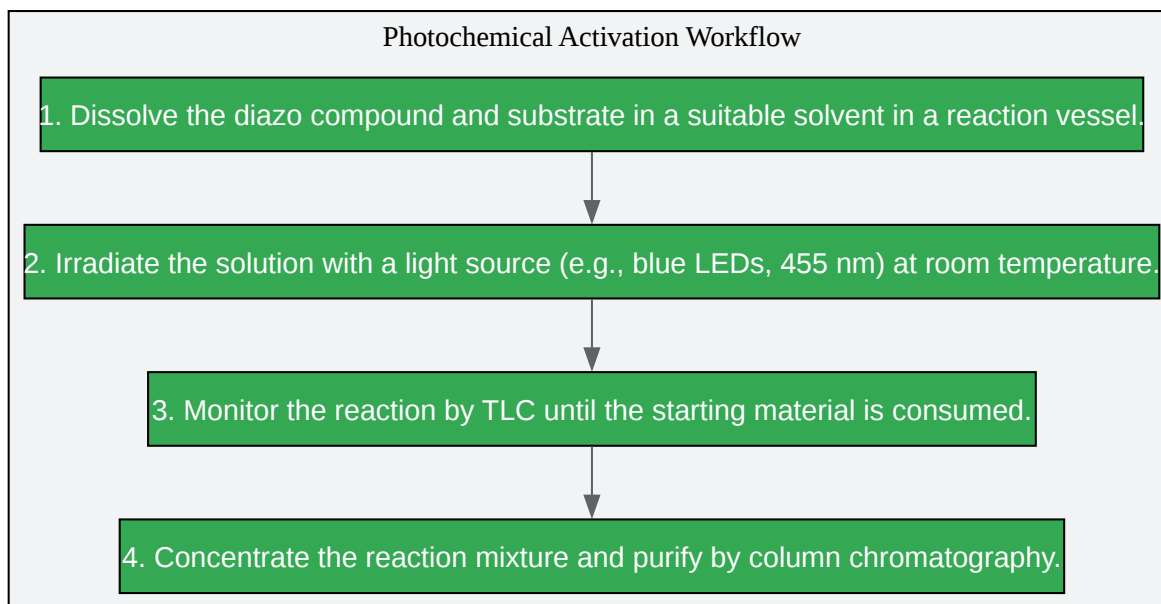 Photochemical Activation Workflow
1. Dissolve the diazo compound and substrate in a suitable solvent in a reaction vessel.
2. Irradiate the solution with a light source (e.g., blue LEDs, 455 nm) at room temperature.
3. Monitor the reaction by TLC until the starting material is consumed.
4. Concentrate the reaction mixture and purify by column chromatography.